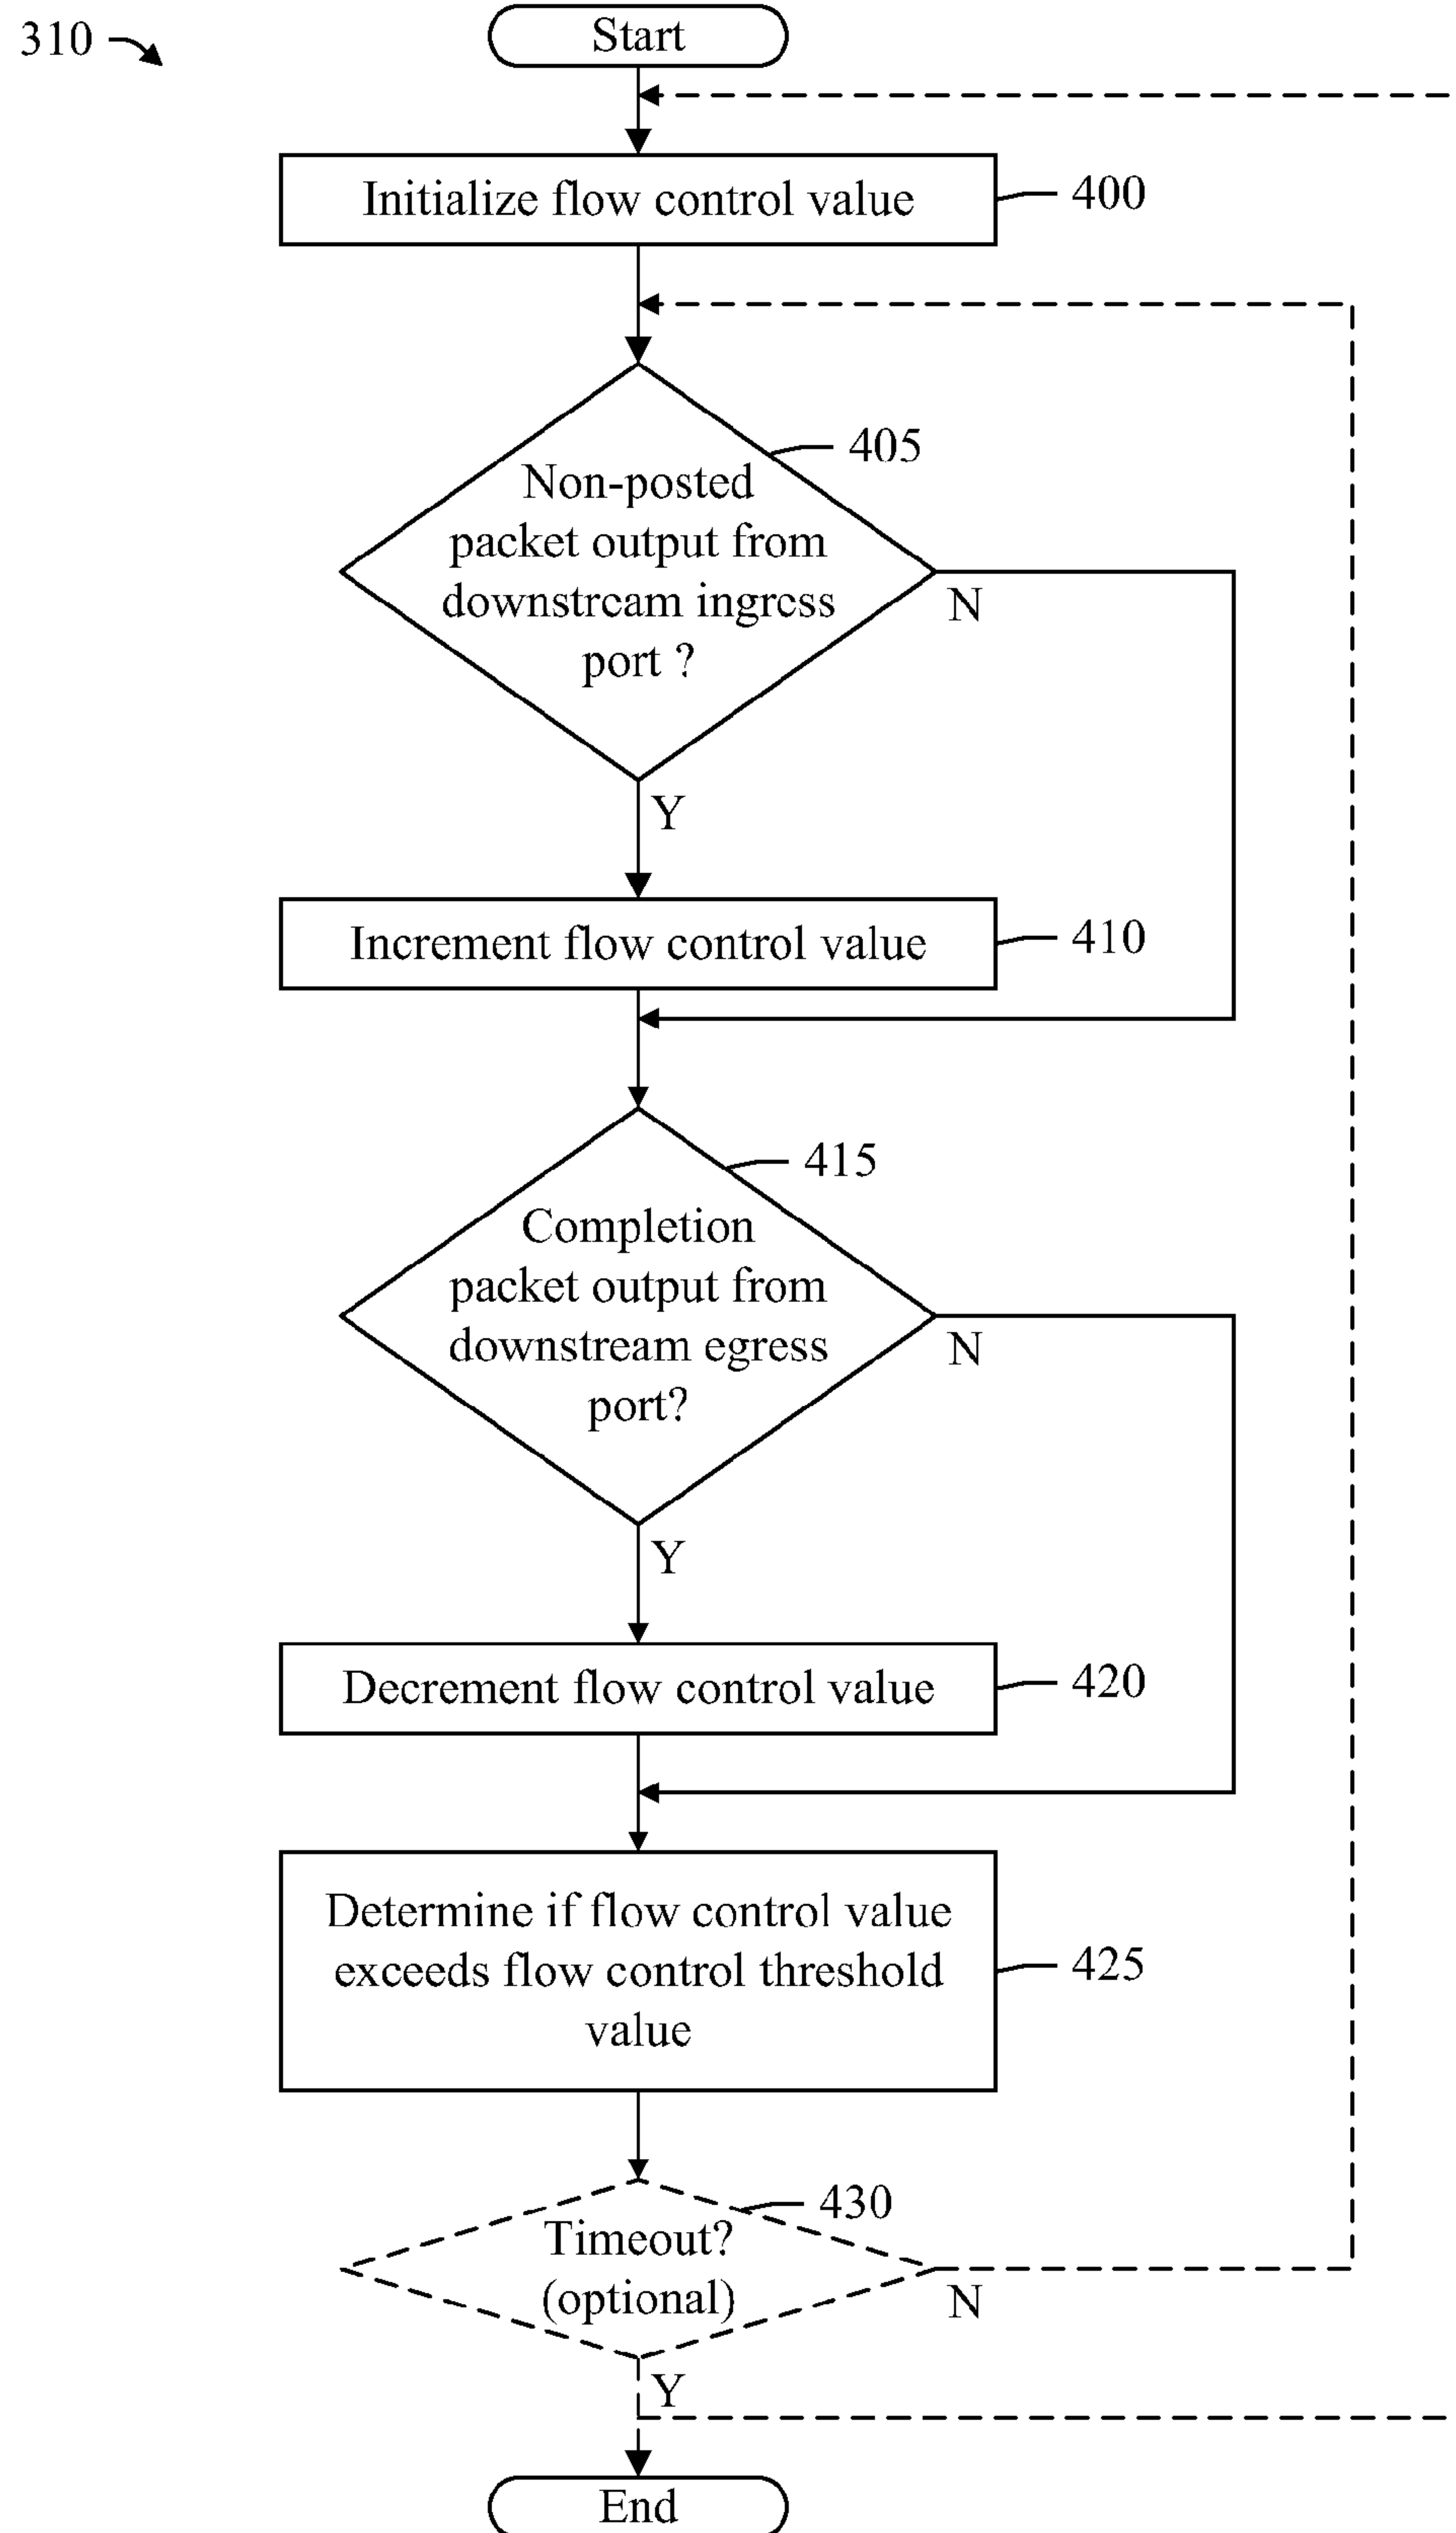 310
Start
Initialize flow control value
400
405
Non-posted
packet output from
downstream ingress
port ?
N
Y
Increment flow control value
410
415
Completion
packet output from
downstream egress
port?
N
Y
Decrement flow control value
420
Determine if flow control value
exceeds flow control threshold
value
425
430
Timeout?
(optional)
N
Y
End